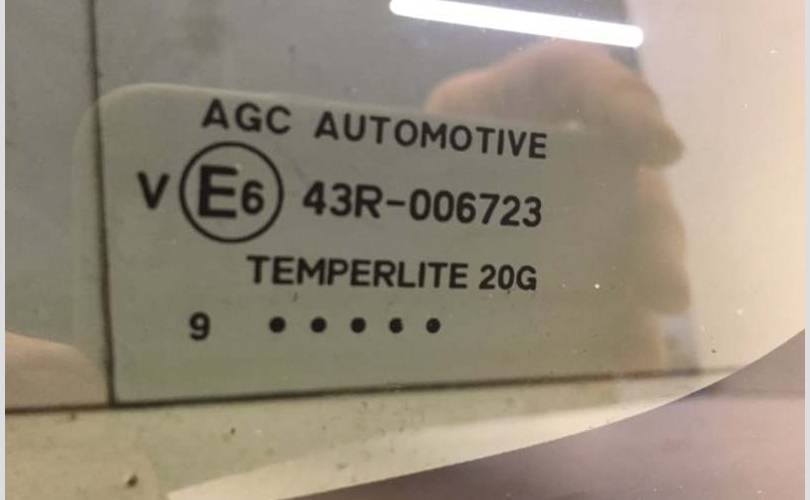 AGC AUTOMOTIVE
V E6 43R-006723
TEMPERLITE 20G
9 • • • • •